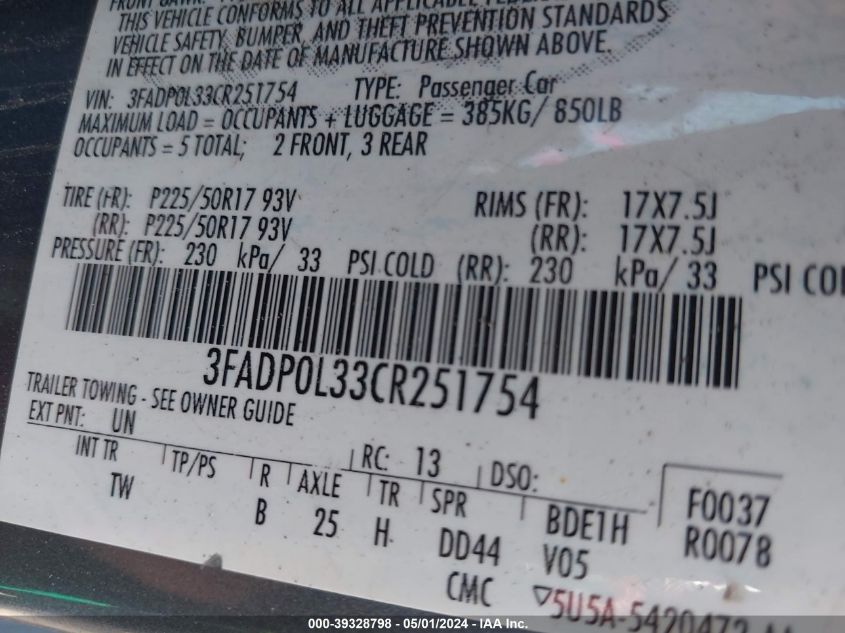 THIS VEHICLE CONFORMS TO ALL APPLICABLE
VEHICLE SAFETY, BUMPER, AND THEFT PREVENTION STANDARDS
IN EFFECT ON THE DATE OF MANUFACTURE SHOWN ABOVE.
VIN: 3FADP0L33CR251754 TYPE: Passenger Car
MAXIMUM LOAD = OCCUPANTS + LUGGAGE = 385KG/ 850LB
OCCUPANTS = 5 TOTAL; 2 FRONT, 3 REAR
TIRE (FR): P225/50R17 93V RIMS (FR): 17X7.5J
(RR): P225/50R17 93V (RR): 17X7.5J
PRESSURE (FR): 230 kPa/ 33 PSI COLD (RR): 230 kPa/ 33 PSI COL
3FADP0L33CR251754
TRAILER TOWING - SEE OWNER GUIDE
EXT PNT: UN RC: 13 DSO:
INT TR TP/PS R AXLE TR SPR BDE1H F0037
TW B 25 H DD44 V05 R0078
CMC ▽5U5A-5420472
000-39328798 - 05/01/2024 - IAA Inc.